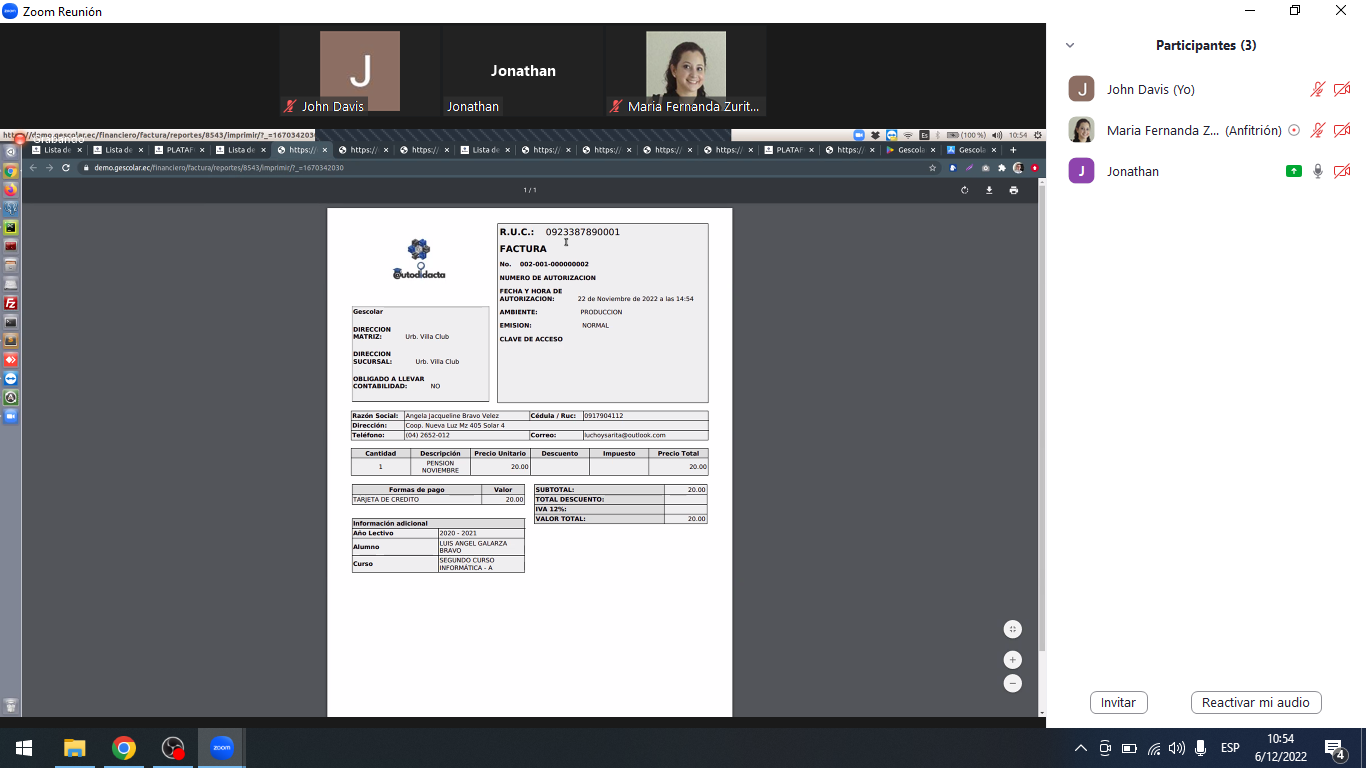 Zoom Reunión
J
John Davis
Jonathan
Jonathan
Maria Fernanda Zurit...
Participantes (3)
J John Davis (Yo)
Maria Fernanda Z... (Anfitrión)
J Jonathan
https://demo.gescolar.ec/financiero/factura/reportes/8543/imprimir/?_=1670342030
Grabando
Es (100 %) 10:54
Lista de Lista de PLATAF Lista de https:// https:// https:// Lista de https:// https:// https:// https:// PLATAF https:// Gescola Gescola
demo.gescolar.ec/financiero/factura/reportes/8543/imprimir/?_=1670342030
1 / 1
@utodidacta
R.U.C.: 0923387890001
FACTURA
No. 002-001-000000002
NUMERO DE AUTORIZACION
FECHA Y HORA DE
AUTORIZACION: 22 de Noviembre de 2022 a las 14:54
AMBIENTE: PRODUCCION
EMISION: NORMAL
CLAVE DE ACCESO
Gescolar
DIRECCION
MATRIZ: Urb. Villa Club
DIRECCION
SUCURSAL: Urb. Villa Club
OBLIGADO A LLEVAR
CONTABILIDAD: NO
Razón Social: Angela Jacqueline Bravo Velez Cédula / Ruc: 0917904112
Dirección: Coop. Nueva Luz Mz 405 Solar 4
Teléfono: (04) 2652-012 Correo: luchoysarita@outlook.com
Cantidad Descripción Precio Unitario Descuento Impuesto Precio Total
1 PENSION NOVIEMBRE 20.00 20.00
Formas de pago Valor
TARJETA DE CREDITO 20.00
SUBTOTAL: 20.00
TOTAL DESCUENTO:
IVA 12%:
VALOR TOTAL: 20.00
Información adicional
Año Lectivo 2020 - 2021
Alumno LUIS ANGEL GALARZA BRAVO
Curso SEGUNDO CURSO INFORMÁTICA - A
Invitar
Reactivar mi audio
zoom
ESP
10:54
6/12/2022
4